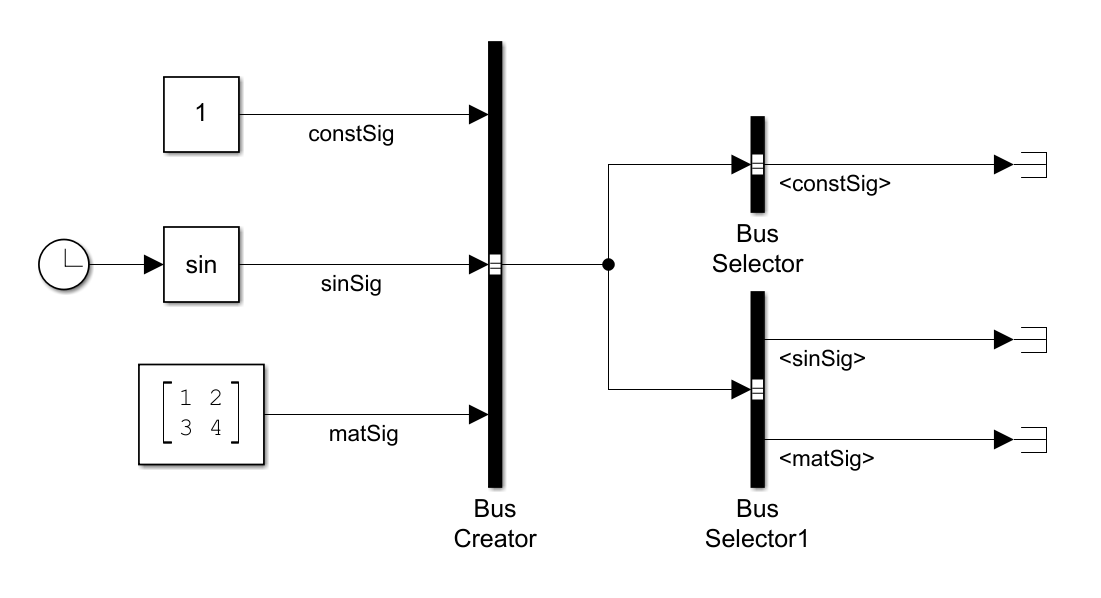 1
constSig
<constSig>
Bus
Selector
sin
sinSig
<sinSig>
1 2
3 4
matSig
<matSig>
Bus
Creator
Bus
Selector1